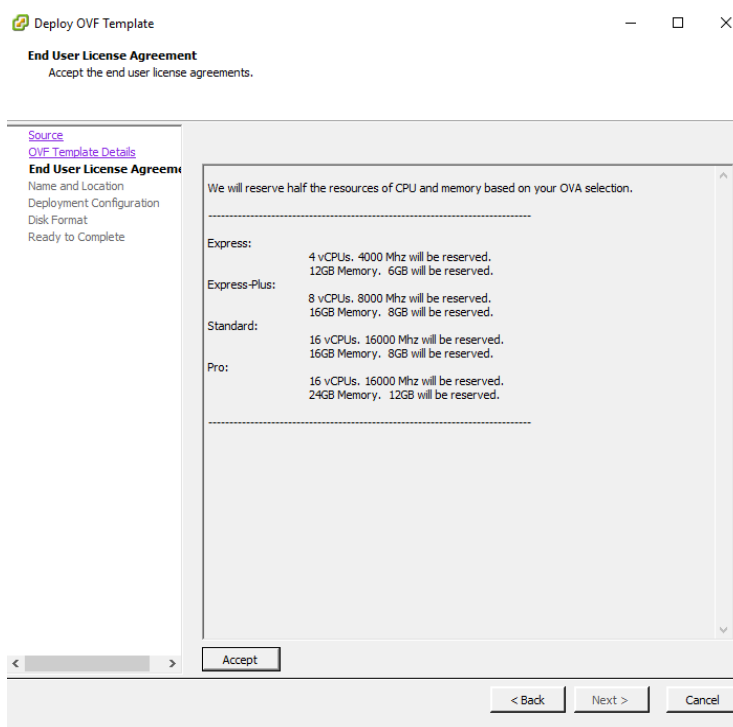 Deploy OVF Template
End User License Agreement
Accept the end user license agreements.
Source
OVF Template Details
End User License Agreeme
Name and Location
Deployment Configuration
Disk Format
Ready to Complete
We will reserve half the resources of CPU and memory based on your OVA selection.
--------------------------------------------------------------------------------
Express:
4 vCPUs. 4000 Mhz will be reserved.
12GB Memory.  6GB will be reserved.
Express-Plus:
8 vCPUs. 8000 Mhz will be reserved.
16GB Memory.  8GB will be reserved.
Standard:
16 vCPUs. 16000 Mhz will be reserved.
16GB Memory.  8GB will be reserved.
Pro:
16 vCPUs. 16000 Mhz will be reserved.
24GB Memory.  12GB will be reserved.
--------------------------------------------------------------------------------
Accept
< Back
Next >
Cancel